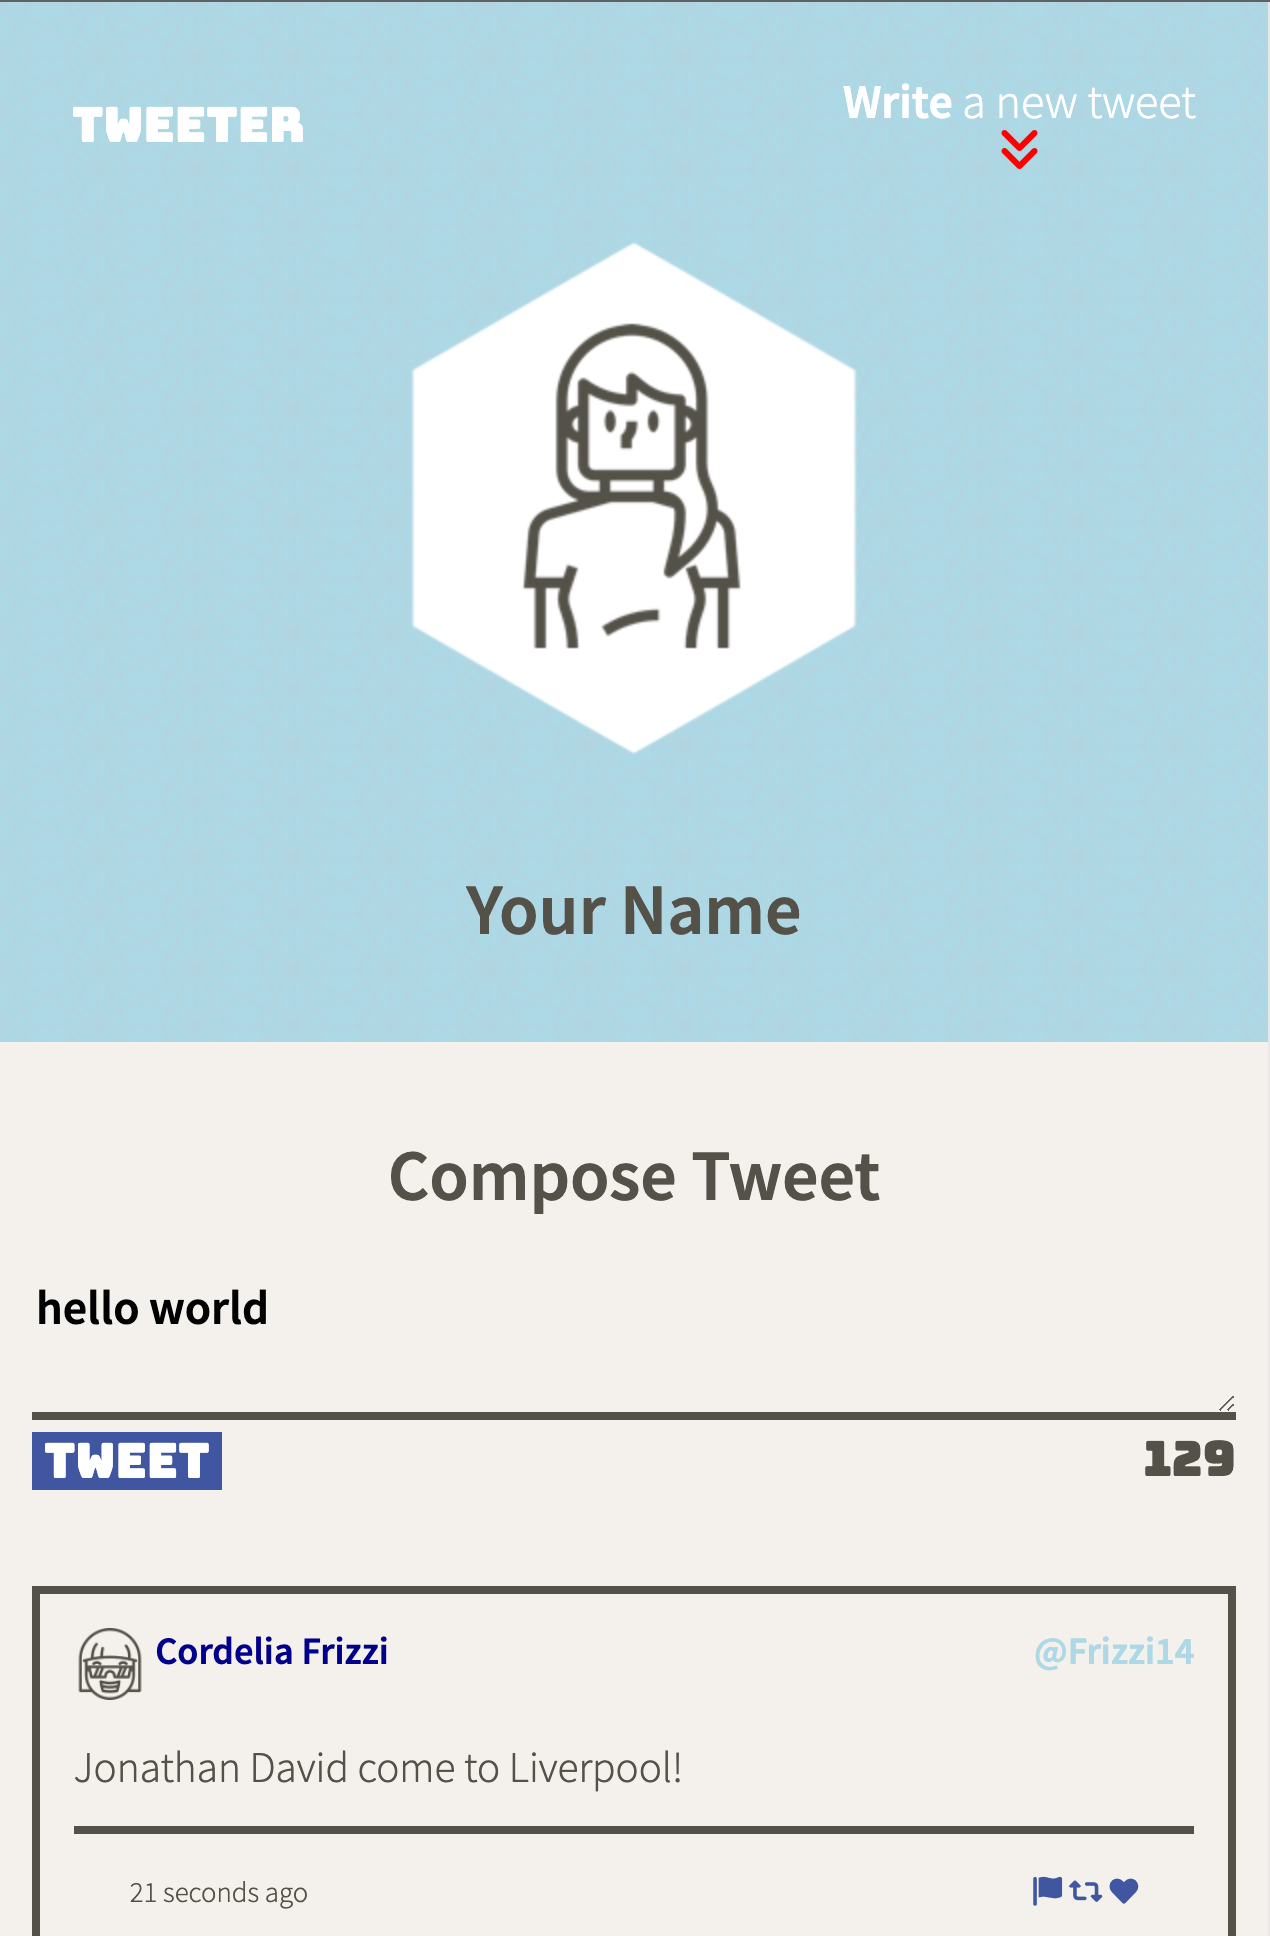 TWEETER
Write a new tweet
Your Name
Compose Tweet
hello world
TWEET
129
Cordelia Frizzi
@Frizzi14
Jonathan David come to Liverpool!
21 seconds ago